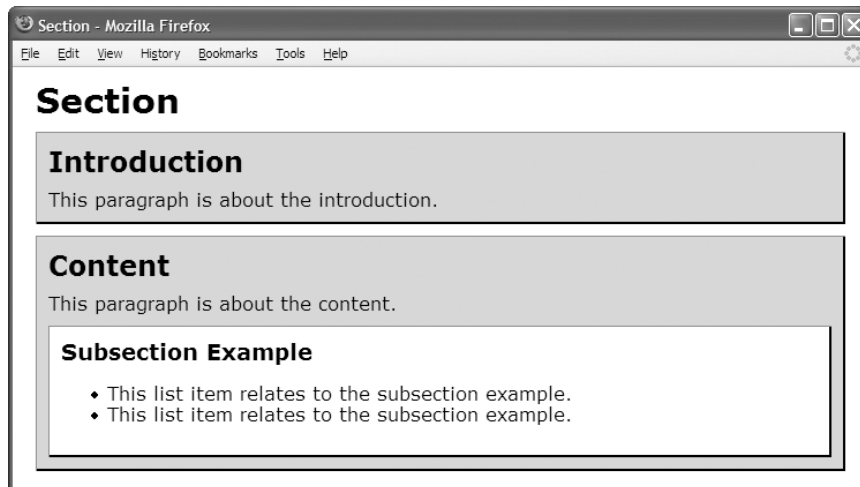 Section - Mozilla Firefox
File Edit View History Bookmarks Tools Help
Section
Introduction
This paragraph is about the introduction.
Content
This paragraph is about the content.
Subsection Example
• This list item relates to the subsection example.
• This list item relates to the subsection example.